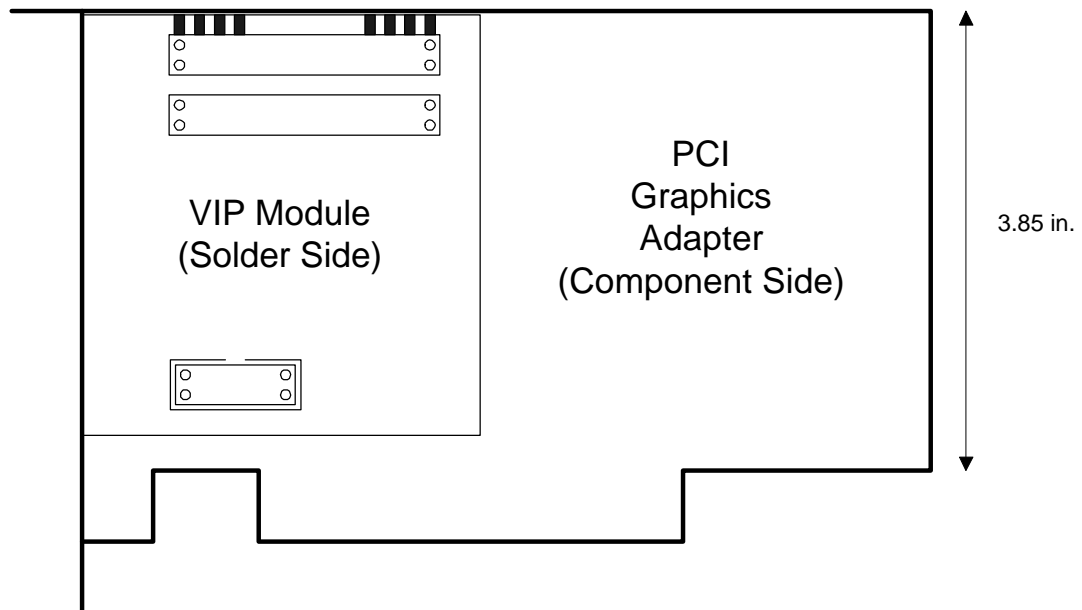 VIP Module
(Solder Side)
PCI
Graphics
Adapter
(Component Side)
3.85 in.